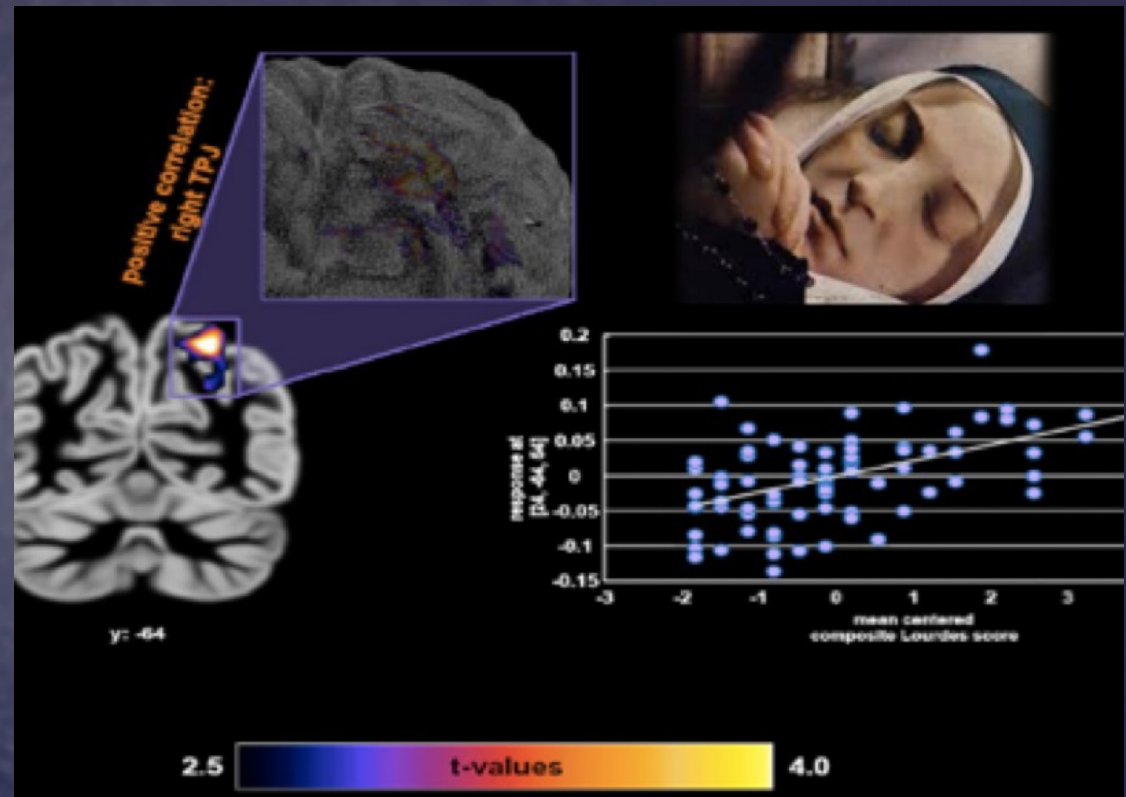 positive correlation:
right TPJ
0.2
0.15
0.1
0.05
0
-0.05
-0.1
-0.15
response at
[24, -64, 64]
-3
-2
-1
0
1
2
3
mean centered
composite Lourdes score
y: -64
2.5
t-values
4.0